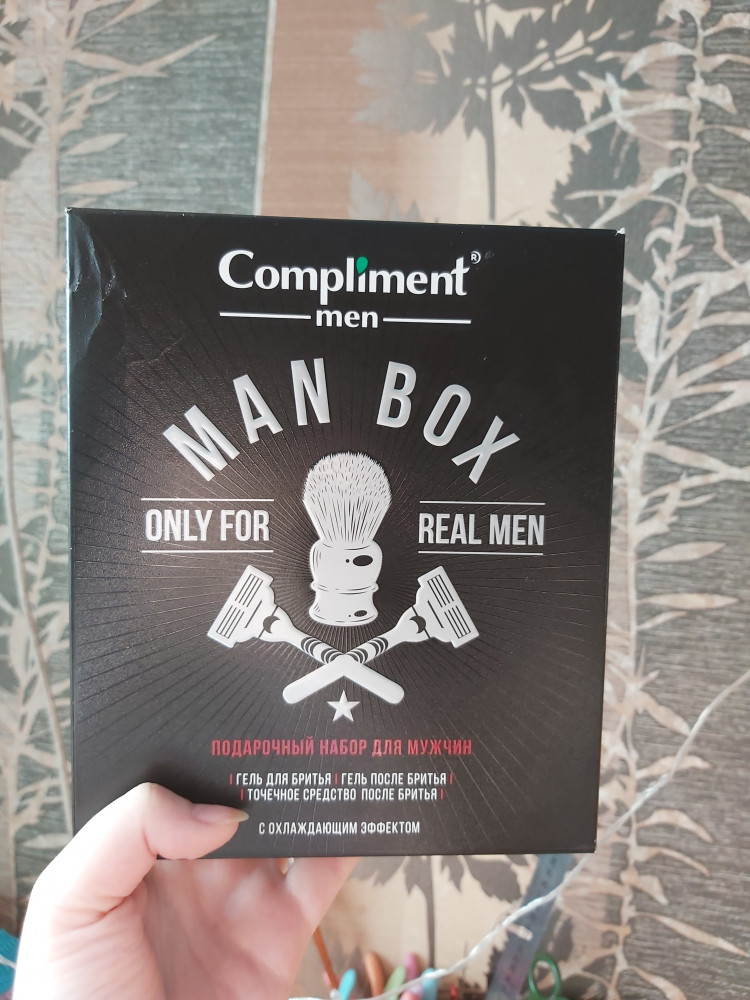 Compliment®
men
MAN BOX
ONLY FOR REAL MEN
ПОДАРОЧНЫЙ НАБОР ДЛЯ МУЖЧИН
| ГЕЛЬ ДЛЯ БРИТЬЯ | ГЕЛЬ ПОСЛЕ БРИТЬЯ |
| ТОЧЕЧНОЕ СРЕДСТВО ПОСЛЕ БРИТЬЯ |
С ОХЛАЖДАЮЩИМ ЭФФЕКТОМ